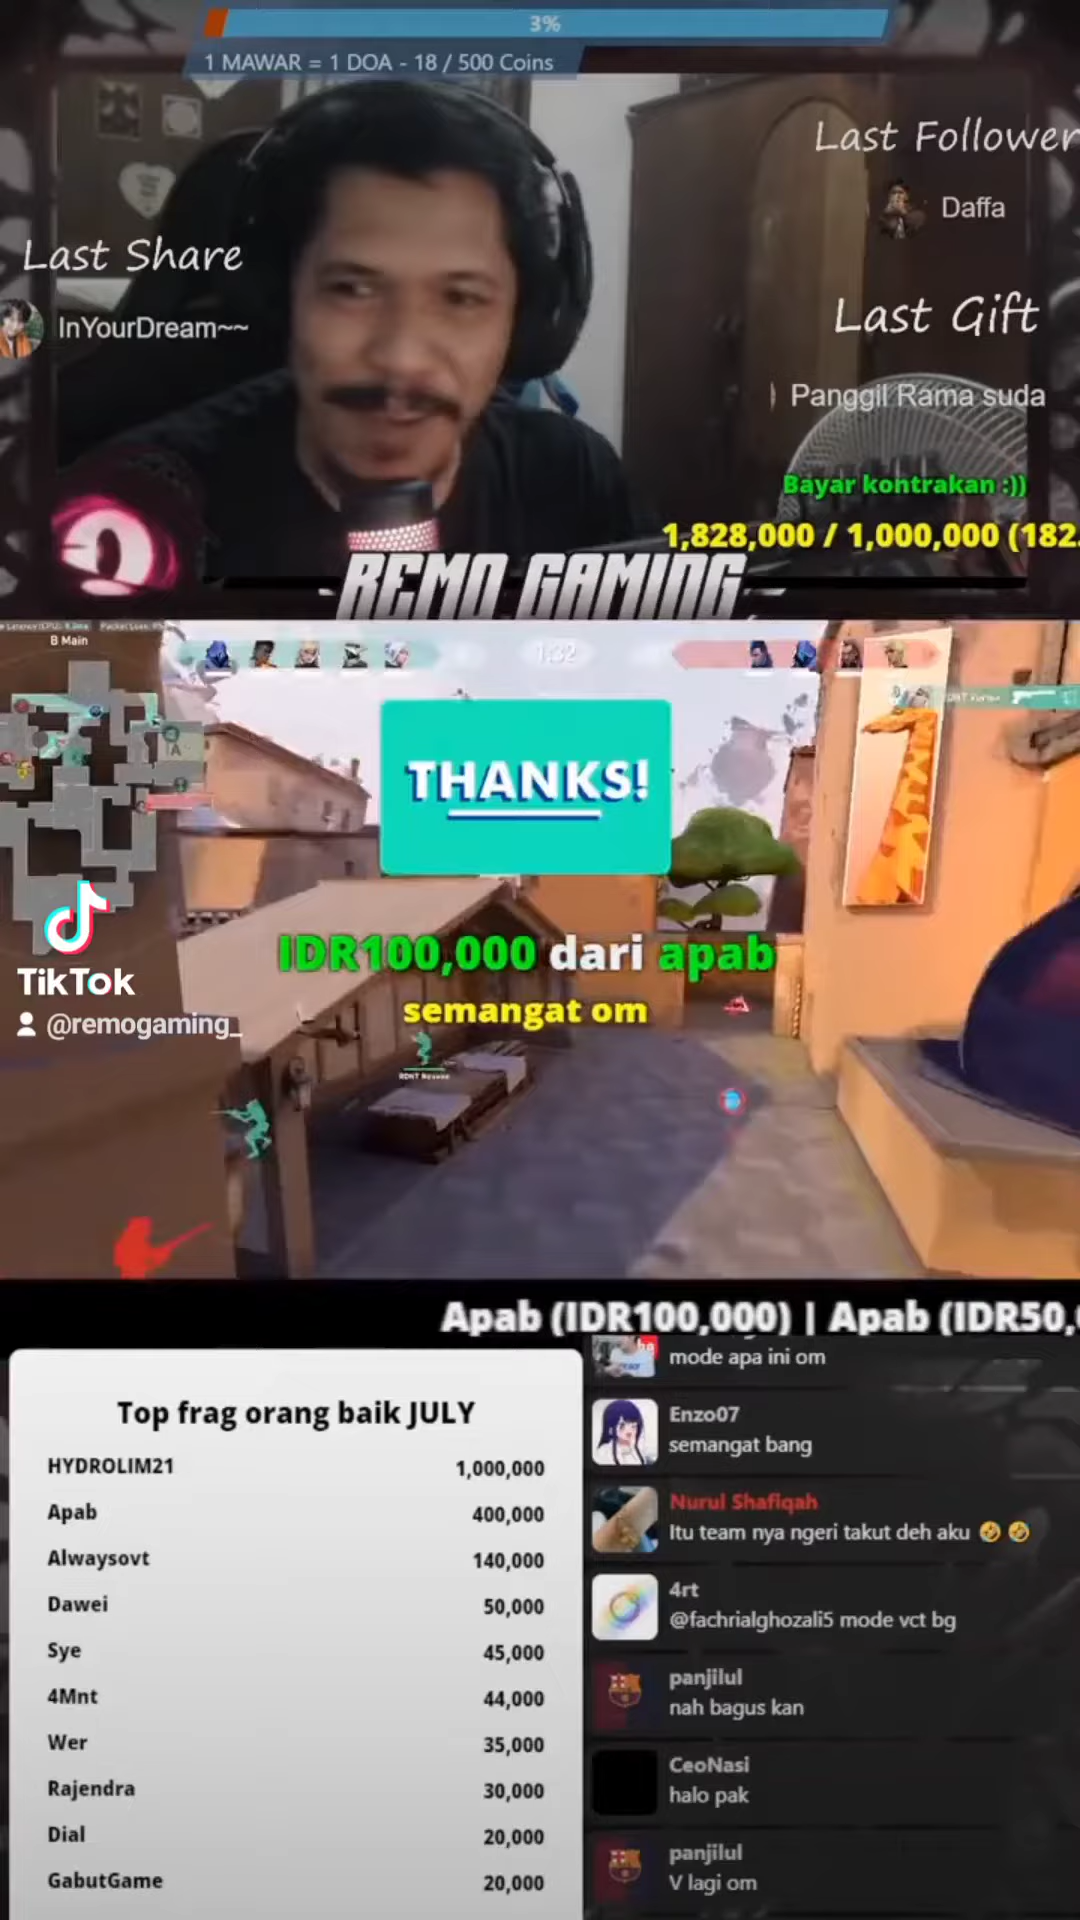 3%
1 MAWAR = 1 DOA - 18 / 500 Coins
Last Follower
Daffa
Last Share
InYourDream~~
Last Gift
Panggil Rama suda
Bayar kontrakan :))
1,828,000 / 1,000,000 (182.
REMO GAMING
B Main
1:32
THANKS!
IDR100,000 dari apab
semangat om
TikTok
@remogaming_
Apab (IDR100,000) | Apab (IDR50,
Top frag orang baik JULY
HYDROLIM21 1,000,000
Apab 400,000
Alwaysovt 140,000
Dawei 50,000
Sye 45,000
4Mnt 44,000
Wer 35,000
Rajendra 30,000
Dial 20,000
GabutGame 20,000
mode apa ini om
Enzo07
semangat bang
Nurul Shafiqah
Itu team nya ngeri takut deh aku 🤣 🤣
4rt
@fachrialghozali5 mode vct bg
panjilul
nah bagus kan
CeoNasi
halo pak
panjilul
V lagi om